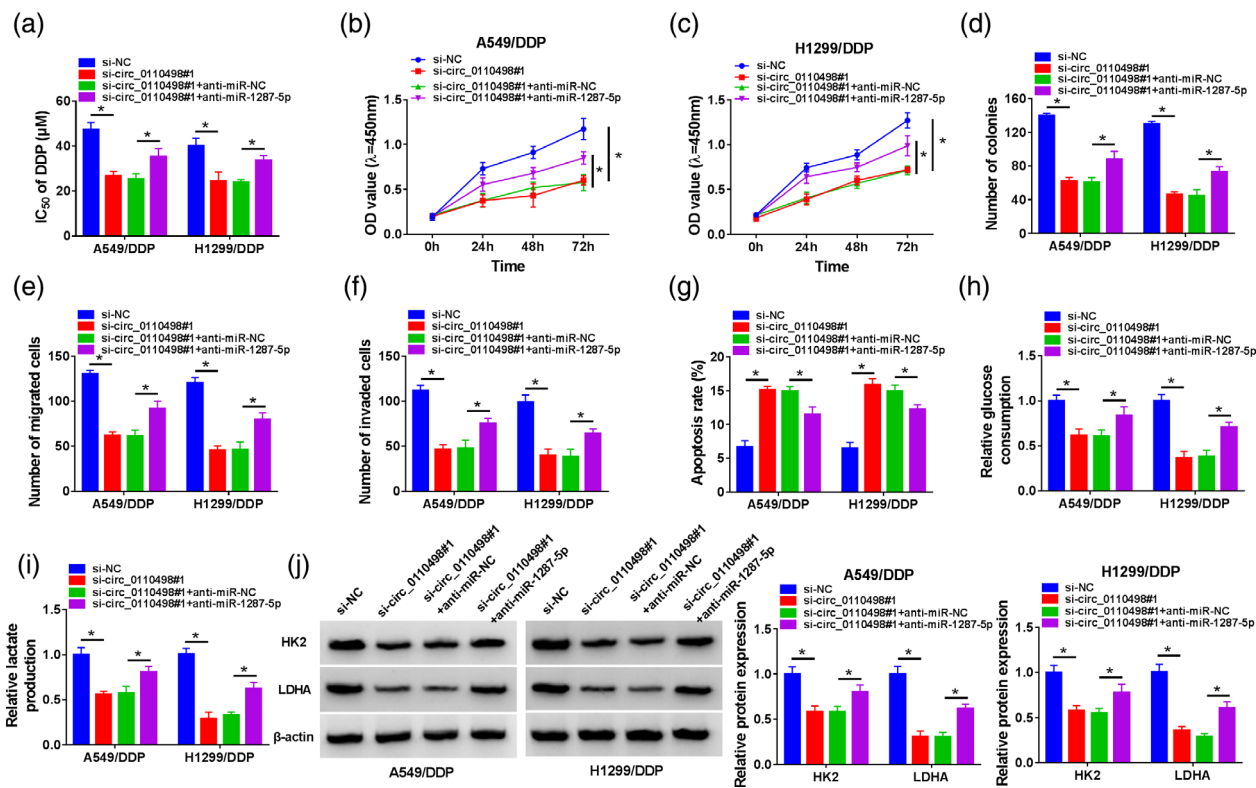 (a)
si-NC
si-circ_0110498#1
si-circ_0110498#1+anti-miR-NC
si-circ_0110498#1+anti-miR-1287-5p
IC50 of DDP (μM)
60
40
20
0
* * * *
A549/DDP H1299/DDP
(b)
A549/DDP
si-NC
si-circ_0110498#1
si-circ_0110498#1+anti-miR-NC
si-circ_0110498#1+anti-miR-1287-5p
OD value (λ=450nm)
1.5
1.0
0.5
0.0
* *
0h 24h 48h 72h
Time
(c)
H1299/DDP
si-NC
si-circ_0110498#1
si-circ_0110498#1+anti-miR-NC
si-circ_0110498#1+anti-miR-1287-5p
OD value (λ=450nm)
1.5
1.0
0.5
0.0
* *
0h 24h 48h 72h
Time
(d)
si-NC
si-circ_0110498#1
si-circ_0110498#1+anti-miR-NC
si-circ_0110498#1+anti-miR-1287-5p
Number of colonies
160
120
80
40
0
* * * *
A549/DDP H1299/DDP
(e)
si-NC
si-circ_0110498#1
si-circ_0110498#1+anti-miR-NC
si-circ_0110498#1+anti-miR-1287-5p
Number of migrated cells
150
100
50
0
* * * *
A549/DDP H1299/DDP
(f)
si-NC
si-circ_0110498#1
si-circ_0110498#1+anti-miR-NC
si-circ_0110498#1+anti-miR-1287-5p
Number of invaded cells
150
100
50
0
* * * *
A549/DDP H1299/DDP
(g)
si-NC
si-circ_0110498#1
si-circ_0110498#1+anti-miR-NC
si-circ_0110498#1+anti-miR-1287-5p
Apoptosis rate (%)
20
15
10
5
0
* * * *
A549/DDP H1299/DDP
(h)
si-NC
si-circ_0110498#1
si-circ_0110498#1+anti-miR-NC
si-circ_0110498#1+anti-miR-1287-5p
Relative glucose
consumption
1.5
1.0
0.5
0.0
* * * *
A549/DDP H1299/DDP
(i)
si-NC
si-circ_0110498#1
si-circ_0110498#1+anti-miR-NC
si-circ_0110498#1+anti-miR-1287-5p
Relative lactate
production
1.5
1.0
0.5
0.0
* * * *
A549/DDP H1299/DDP
(j)
si-NC
si-circ_0110498#1
si-circ_0110498#1
+anti-miR-NC
si-circ_0110498#1
+anti-miR-1287-5p
si-NC
si-circ_0110498#1
si-circ_0110498#1
+anti-miR-NC
si-circ_0110498#1
+anti-miR-1287-5p
HK2
LDHA
β-actin
A549/DDP H1299/DDP
A549/DDP
si-NC
si-circ_0110498#1
si-circ_0110498#1+anti-miR-NC
si-circ_0110498#1+anti-miR-1287-5p
Relative protein expression
1.5
1.0
0.5
0.0
* * * *
HK2 LDHA
H1299/DDP
si-NC
si-circ_0110498#1
si-circ_0110498#1+anti-miR-NC
si-circ_0110498#1+anti-miR-1287-5p
Relative protein expression
1.5
1.0
0.5
0.0
* * * *
HK2 LDHA